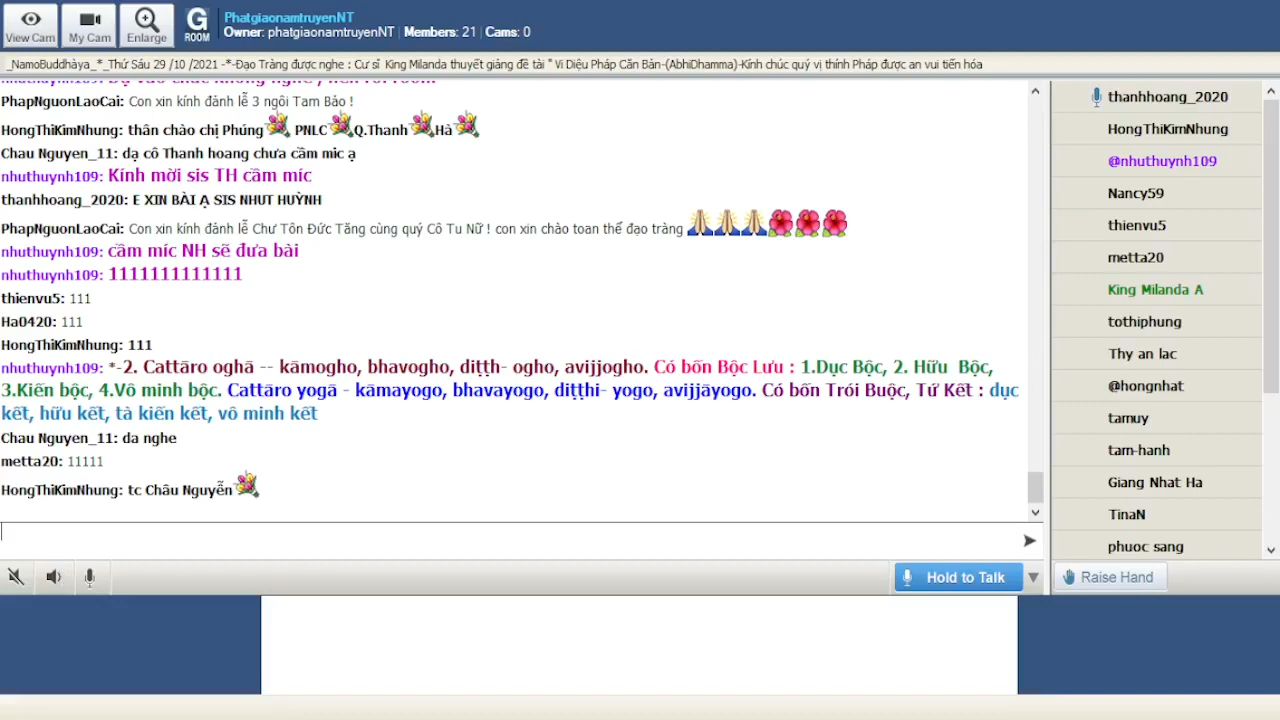 PhatgiaonamtruyenNT
View Cam
My Cam
Enlarge
G ROOM
Owner: phatgiaonamtruyenNT | Members: 21 | Cams: 0
_NamoBuddhàya_*_Thứ Sáu 29 /10 /2021 -*-Đạo Tràng được nghe : Cư sĩ King Milanda thuyết giảng đề tài " Vi Diệu Pháp Căn Bản-(AbhiDhamma)-Kính chúc quý vị thính Pháp được an vui tiến hóa
PhapNguonLaoCai: Con xin kính đảnh lễ 3 ngôi Tam Bảo !
HongThiKimNhung: thân chào chị Phúng PNLC Q.Thanh Hà
Chau Nguyen_11: dạ cô Thanh hoang chưa cầm mic ạ
nhuthuynh109: Kính mời sis TH cầm míc
thanhhoang_2020: E XIN BÀI Ạ SIS NHUT HUỲNH
PhapNguonLaoCai: Con xin kính đảnh lễ Chư Tôn Đức Tăng cùng quý Cô Tu Nữ ! con xin chào toan thể đạo tràng
nhuthuynh109: cầm míc NH sẽ đưa bài
nhuthuynh109: 1111111111111
thienvu5: 111
Ha0420: 111
HongThiKimNhung: 111
nhuthuynh109: *-2. Cattāro oghā -- kāmogho, bhavogho, diṭṭh- ogho, avijjogho. Có bốn Bộc Lưu : 1.Dục Bộc, 2. Hữu Bộc,
3.Kiến bộc, 4.Vô minh bộc. Cattāro yogā - kāmayogo, bhavayogo, diṭṭhi- yogo, avijjāyogo. Có bốn Trói Buộc, Tứ Kết : dục
kết, hữu kết, tà kiến kết, vô minh kết
Chau Nguyen_11: da nghe
metta20: 11111
HongThiKimNhung: tc Châu Nguyễn
thanhhoang_2020
HongThiKimNhung
@nhuthuynh109
Nancy59
thienvu5
metta20
King Milanda A
tothiphung
Thy an lac
@hongnhat
tamuy
tam-hanh
Giang Nhat Ha
TinaN
phuoc sang
Hold to Talk
Raise Hand